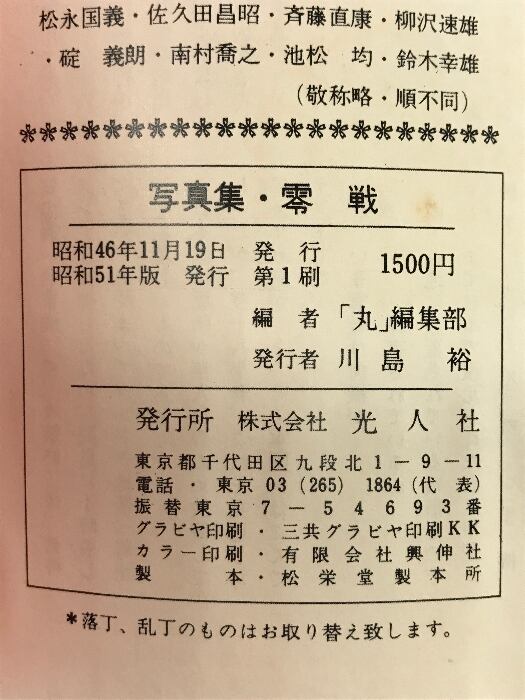 松永国義・佐久田昌昭・斉藤直康・柳沢速雄
・碇 義朗・南村喬之・池松 均・鈴木幸雄
(敬称略・順不同)
写真集・零 戦
昭和46年11月19日 発 行
昭和51年版 発行 第1刷
1500円
編 者 「丸」編集部
発行者 川島 裕
発行所 株式会社 光人社
東京都千代田区九段北1-9-11
電話・東京03(265)1864(代表)
振替東京7-54693番
グラビヤ印刷・三共グラビヤ印刷KK
カラー印刷・有限会社興伸社
製本・松栄堂製本所
*落丁、乱丁のものはお取り替え致します。